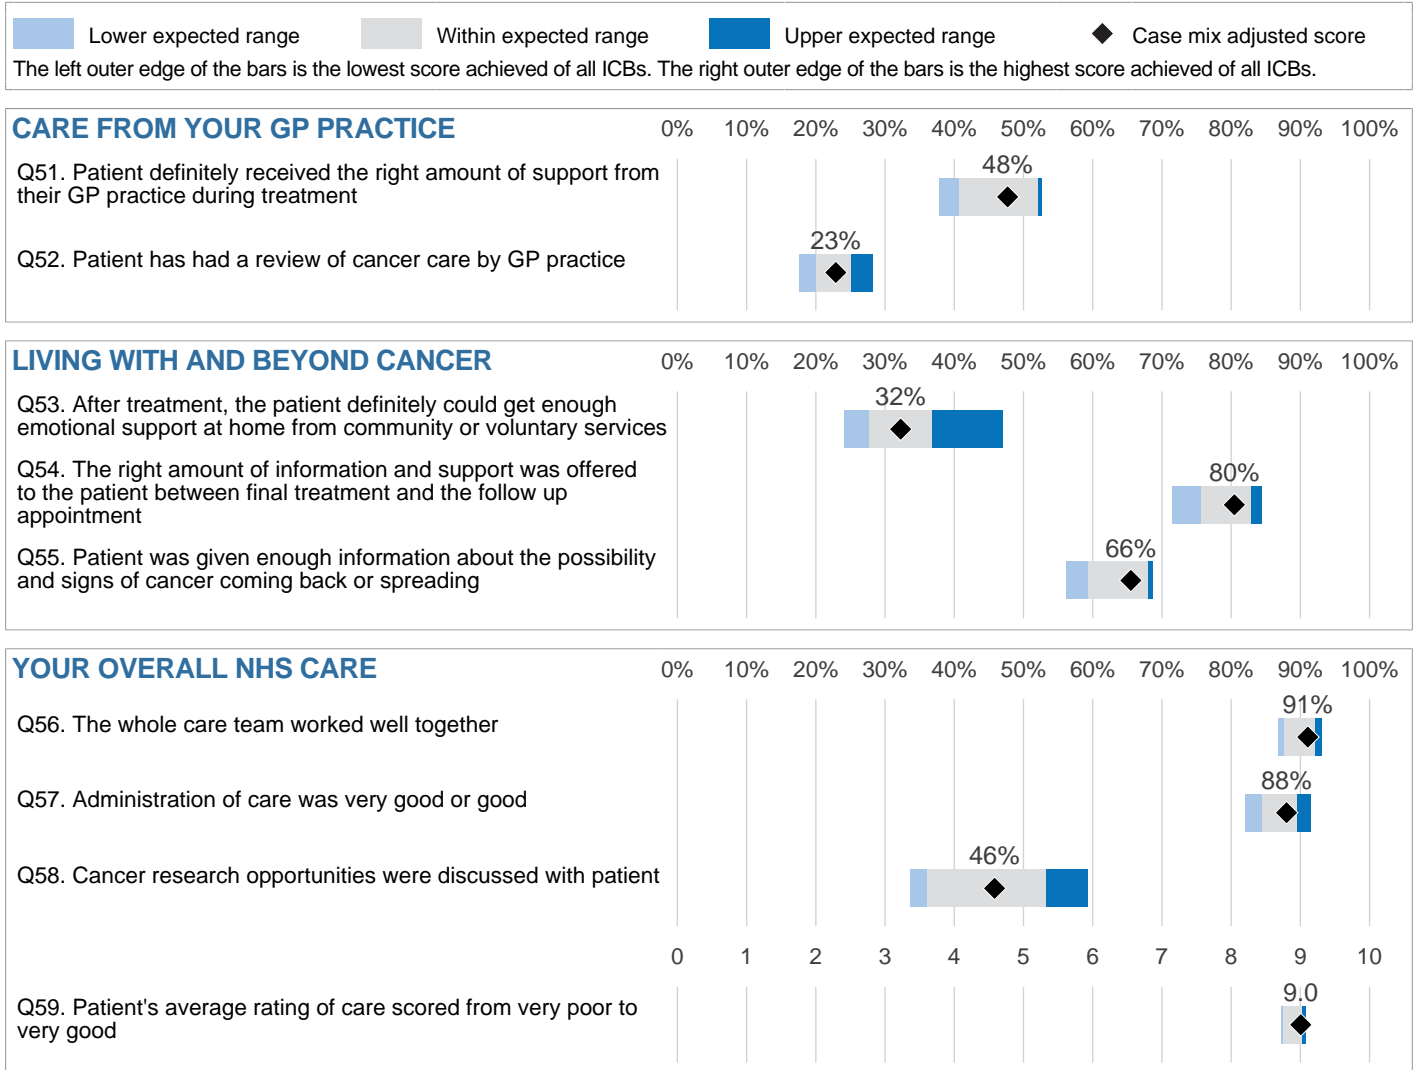 Lower expected range Within expected range Upper expected range Case mix adjusted score
The left outer edge of the bars is the lowest score achieved of all ICBs. The right outer edge of the bars is the highest score achieved of all ICBs.
CARE FROM YOUR GP PRACTICE 0% 10% 20% 30% 40% 50% 60% 70% 80% 90% 100%
48%
Q51. Patient definitely received the right amount of support from
their GP practice during treatment
23%
Q52. Patient has had a review of cancer care by GP practice
LIVING WITH AND BEYOND CANCER 0% 10% 20% 30% 40% 50% 60% 70% 80% 90% 100%
32%
Q53. After treatment, the patient definitely could get enough
emotional support at home from community or voluntary services
80%
Q54. The right amount of information and support was offered
to the patient between final treatment and the follow up
appointment
66%
Q55. Patient was given enough information about the possibility
and signs of cancer coming back or spreading
YOUR OVERALL NHS CARE 0% 10% 20% 30% 40% 50% 60% 70% 80% 90% 100%
91%
Q56. The whole care team worked well together
88%
Q57. Administration of care was very good or good
46%
Q58. Cancer research opportunities were discussed with patient
0 1 2 3 4 5 6 7 8 9 10
9.0
Q59. Patient's average rating of care scored from very poor to
very good